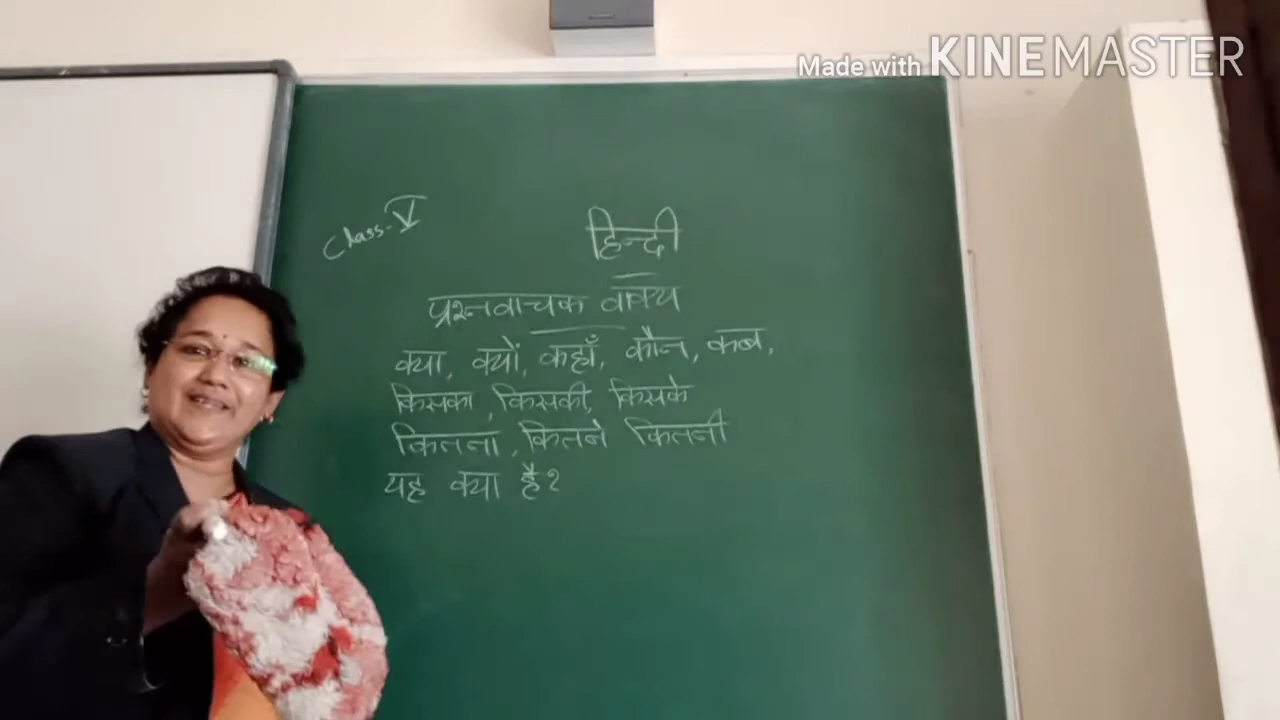 Made with KINEMASTER
Class-V
हिन्दी
प्रश्नवाचक वाक्य
क्या, क्यों, कहाँ, कौन, कब,
किसका, किसकी, किसके
कितना, कितने कितनी
यह क्या है?